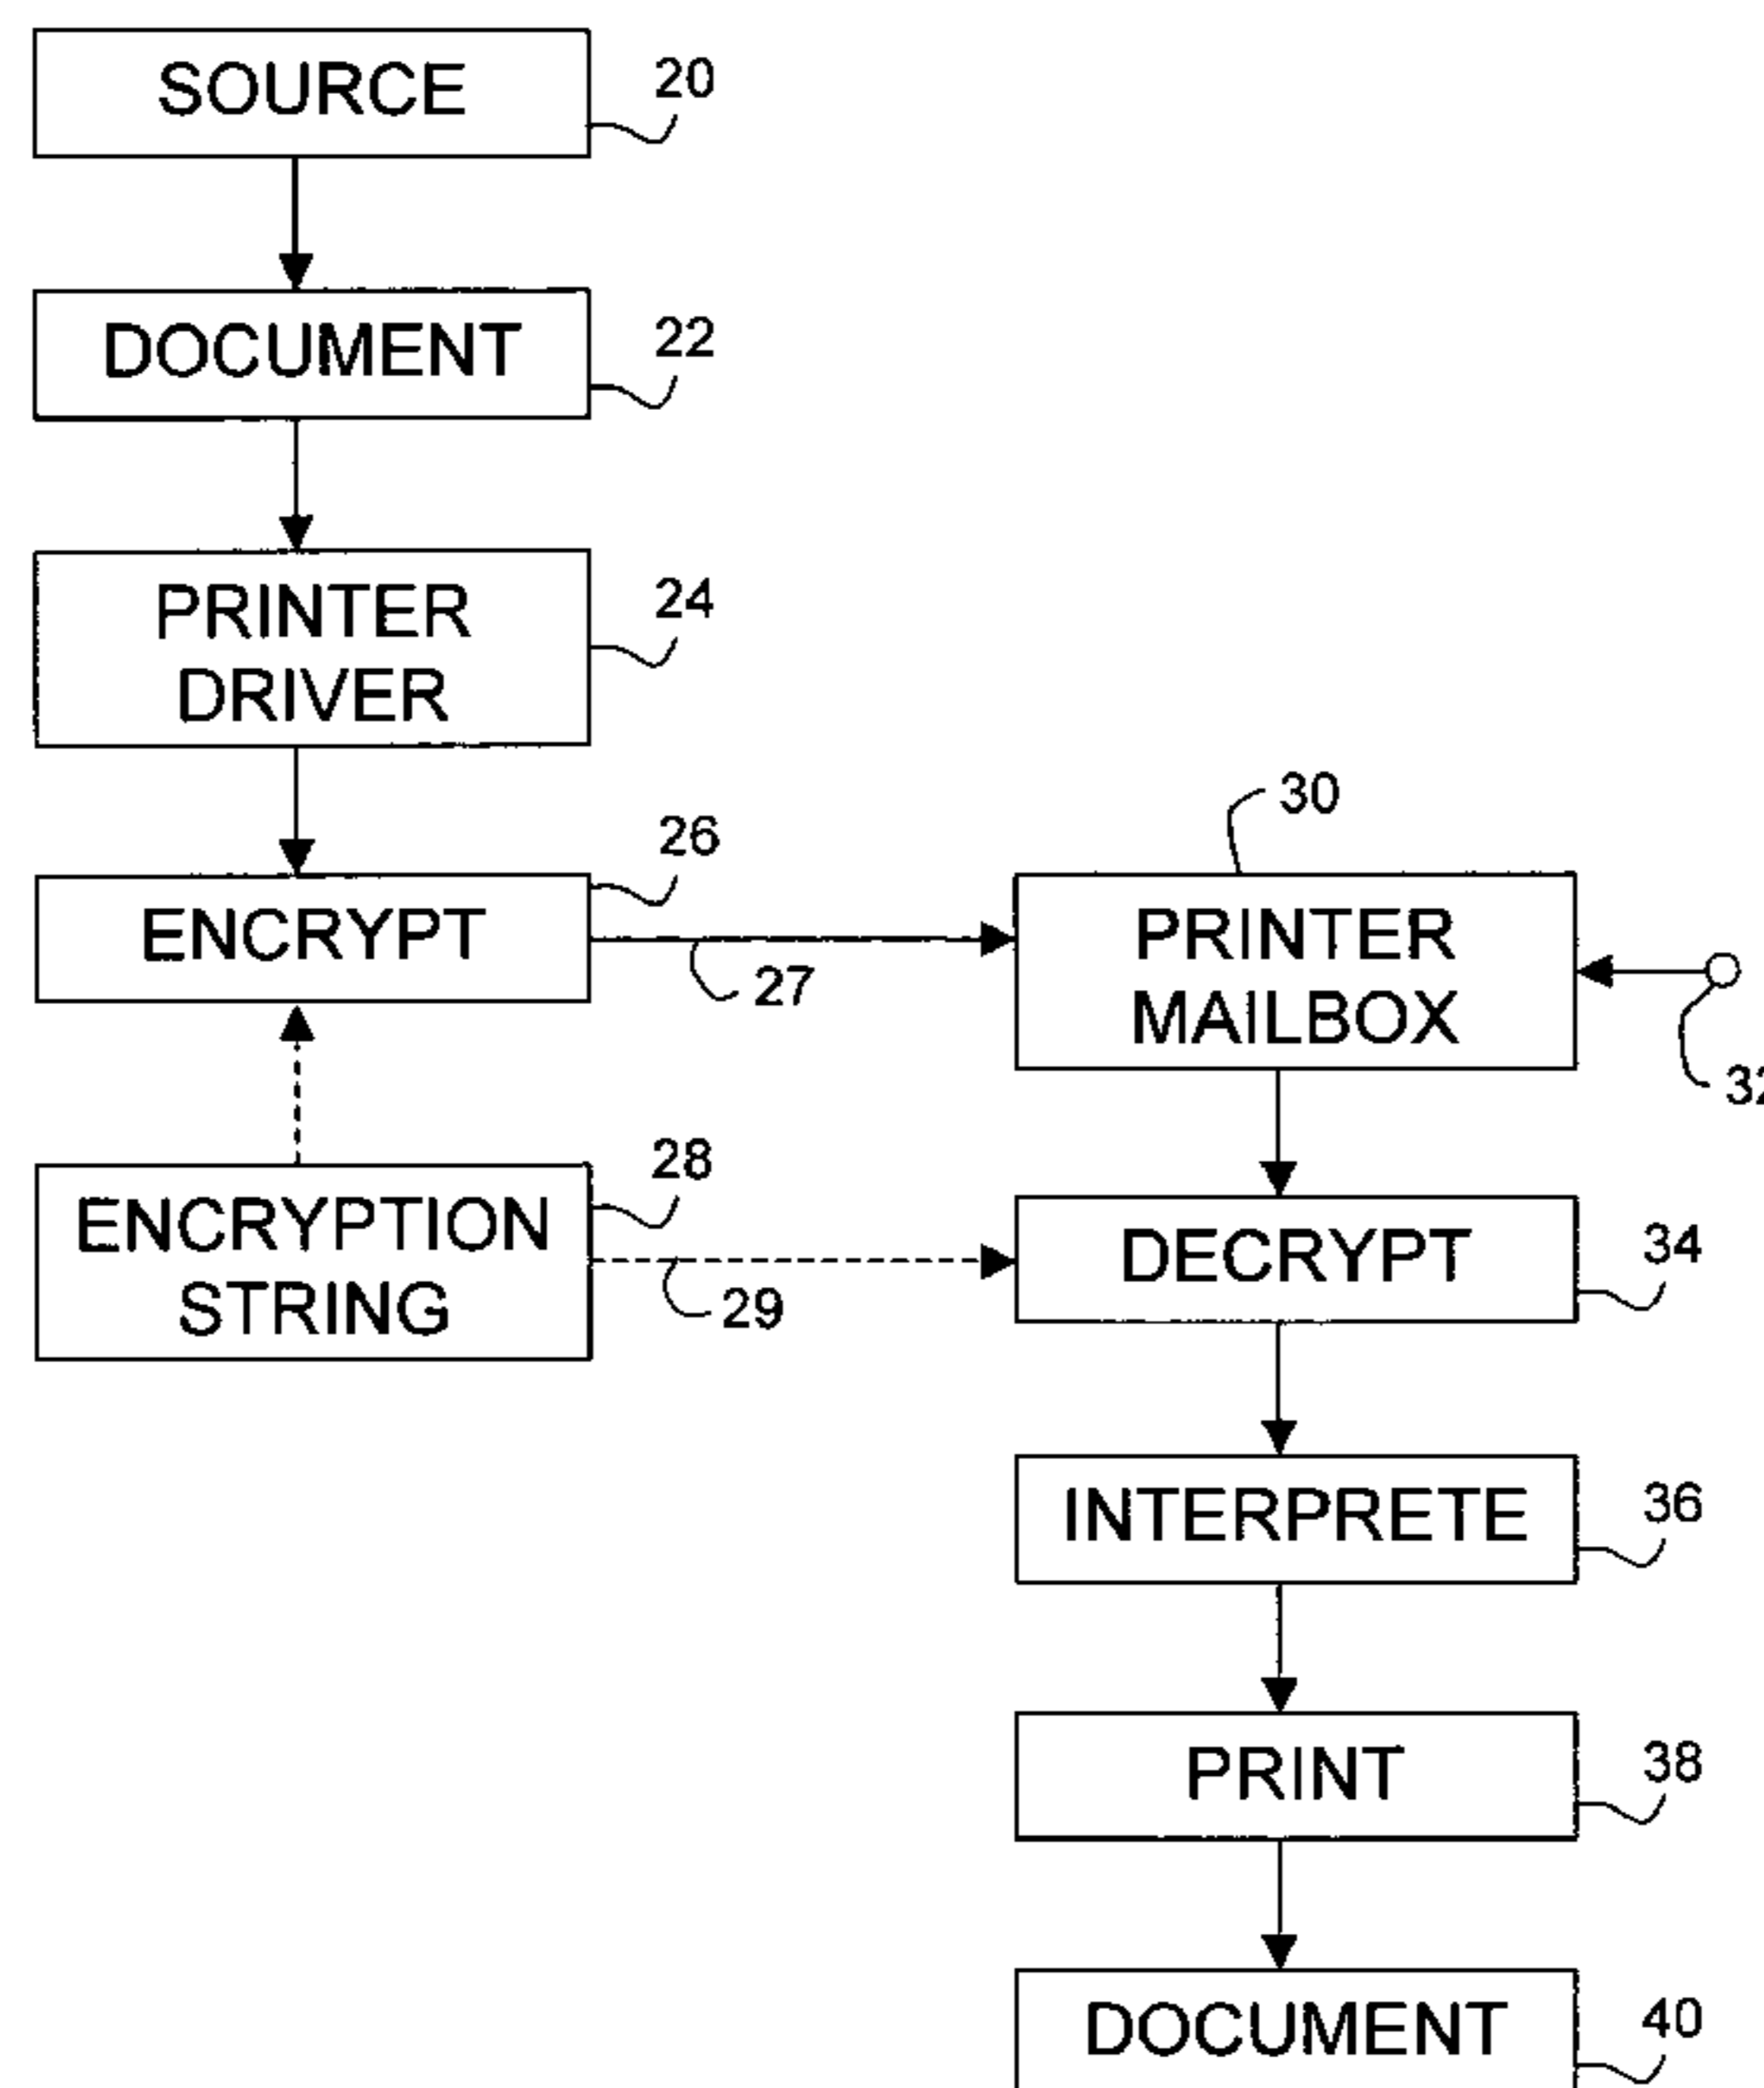 SOURCE
20
DOCUMENT
22
PRINTER
DRIVER
24
ENCRYPT
26
27
ENCRYPTION
STRING
28
29
30
PRINTER
MAILBOX
32
DECRYPT
34
INTERPRETE
36
PRINT
38
DOCUMENT
40